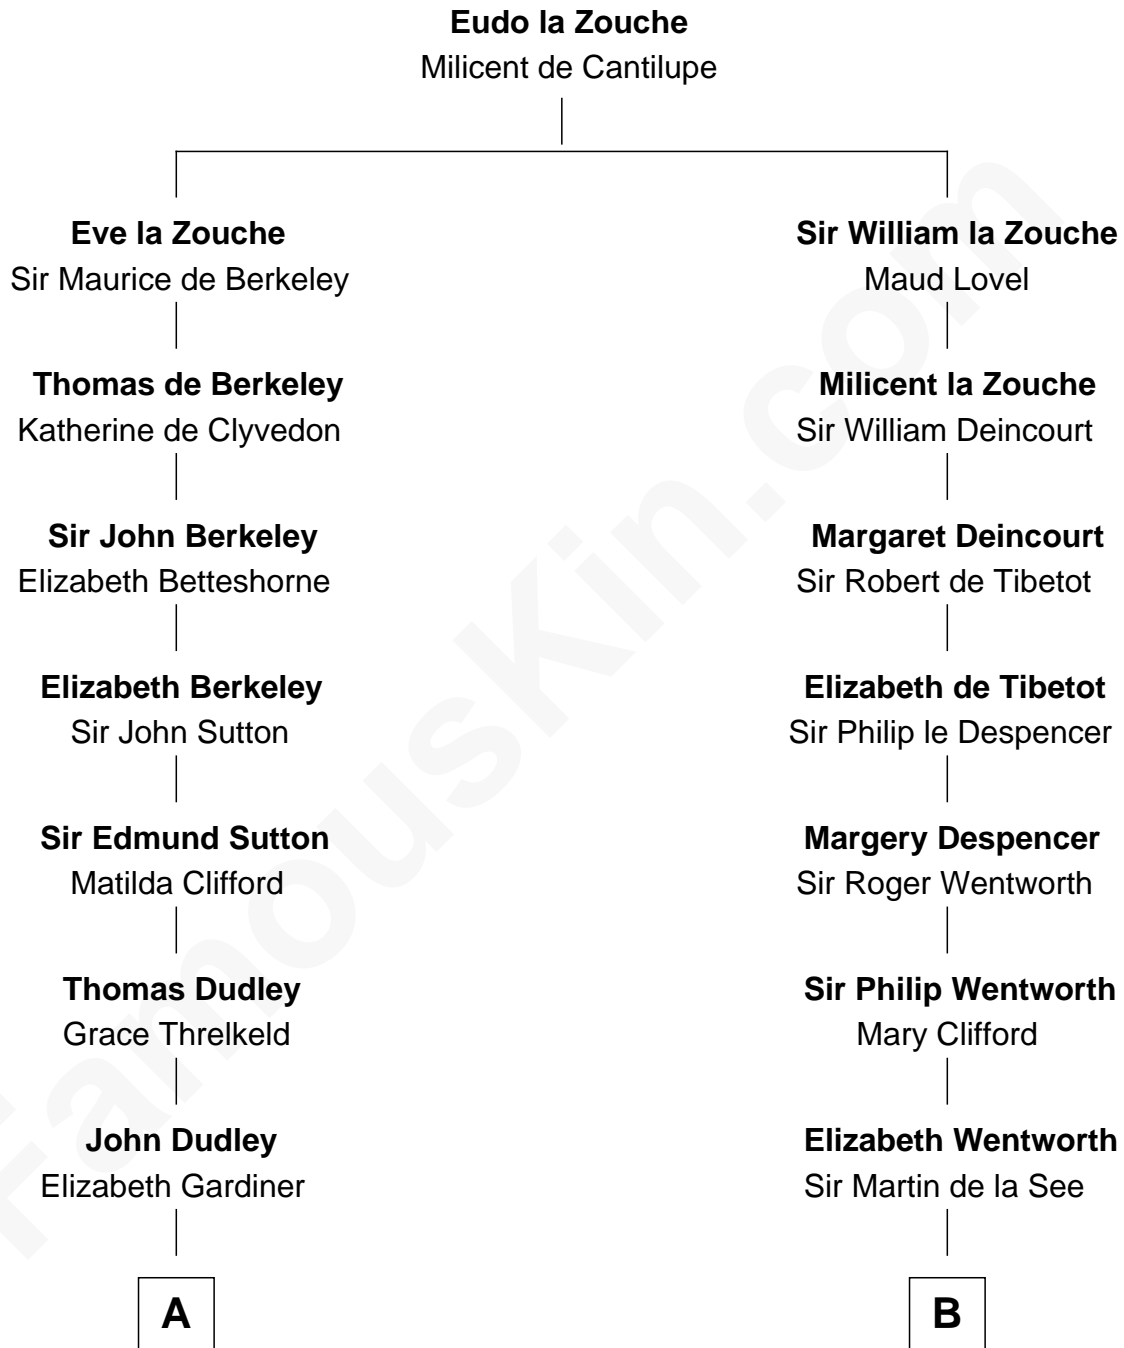 Eudo la Zouche
Milicent de Cantilupe
Eve la Zouche
Sir Maurice de Berkeley
Thomas de Berkeley
Katherine de Clyvedon
Sir John Berkeley
Elizabeth Betteshorne
Elizabeth Berkeley
Sir John Sutton
Sir Edmund Sutton
Matilda Clifford
Thomas Dudley
Grace Threlkeld
John Dudley
Elizabeth Gardiner
A
Sir William la Zouche
Maud Lovel
Milicent la Zouche
Sir William Deincourt
Margaret Deincourt
Sir Robert de Tibetot
Elizabeth de Tibetot
Sir Philip le Despencer
Margery Despencer
Sir Roger Wentworth
Sir Philip Wentworth
Mary Clifford
Elizabeth Wentworth
Sir Martin de la See
B
FamousKin.com